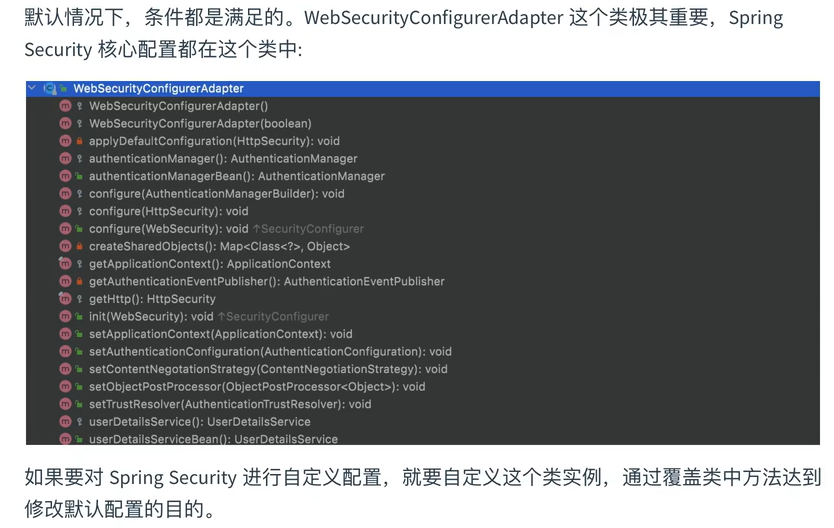 默认情况下，条件都是满足的。WebSecurityConfigurerAdapter 这个类极其重要，Spring
Security 核心配置都在这个类中:
WebSecurityConfigurerAdapter
WebSecurityConfigurerAdapter()
WebSecurityConfigurerAdapter(boolean)
applyDefaultConfiguration(HttpSecurity): void
authenticationManager(): AuthenticationManager
authenticationManagerBean(): AuthenticationManager
configure(AuthenticationManagerBuilder): void
configure(HttpSecurity): void
configure(WebSecurity): void ↑SecurityConfigurer
createSharedObjects(): Map<Class<?>, Object>
getApplicationContext(): ApplicationContext
getAuthenticationEventPublisher(): AuthenticationEventPublisher
getHttp(): HttpSecurity
init(WebSecurity): void ↑SecurityConfigurer
setApplicationContext(ApplicationContext): void
setAuthenticationConfiguration(AuthenticationConfiguration): void
setContentNegotationStrategy(ContentNegotiationStrategy): void
setObjectPostProcessor(ObjectPostProcessor<Object>): void
setTrustResolver(AuthenticationTrustResolver): void
userDetailsService(): UserDetailsService
userDetailsServiceBean(): UserDetailsService
如果要对 Spring Security 进行自定义配置，就要自定义这个类实例，通过覆盖类中方法达到
修改默认配置的目的。